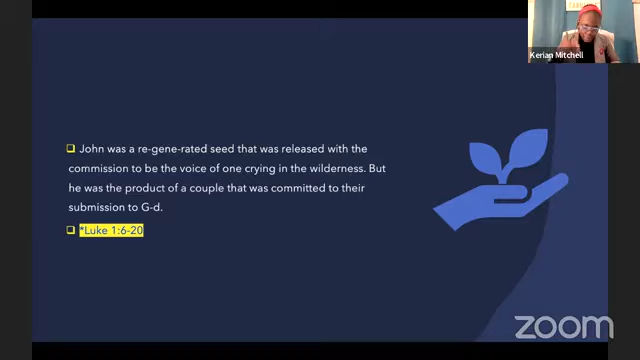 Kerian Mitchell
John was a re-gene-rated seed that was released with the
commission to be the voice of one crying in the wilderness. But
he was the product of a couple that was committed to their
submission to G-d.
*Luke 1:6-20
zoom